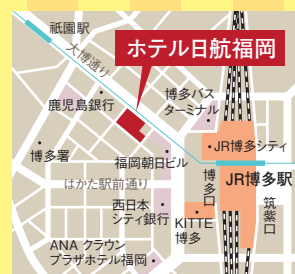 祇園駅
大博通り
ホテル日航福岡
鹿児島銀行
博多バス
ターミナル
博多署
福岡朝日ビル
JR博多シティ
はかた駅前通り
博多口
JR博多駅
筑紫口
西日本
シティ銀行
KITTE
博多
ANA クラウン
プラザホテル福岡